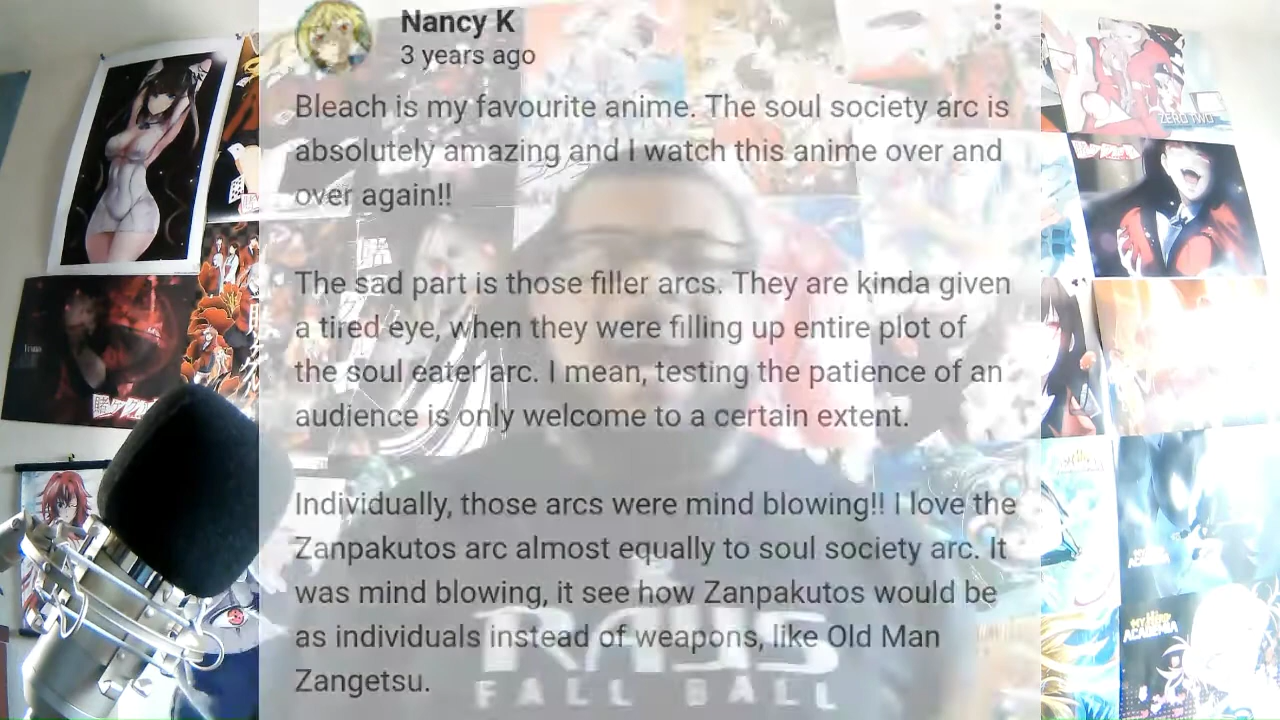 Nancy K
3 years ago
Bleach is my favourite anime. The soul society arc is
absolutely amazing and I watch this anime over and
over again!!
The sad part is those filler arcs. They are kinda given
a tired eye, when they were filling up entire plot of
the soul eater arc. I mean, testing the patience of an
audience is only welcome to a certain extent.
Individually, those arcs were mind blowing!! I love the
Zanpakutos arc almost equally to soul society arc. It
was mind blowing, it see how Zanpakutos would be
as individuals instead of weapons, like Old Man
Zangetsu.
RAYS
FALL BALL
ZERO TWO
ACADEMIA